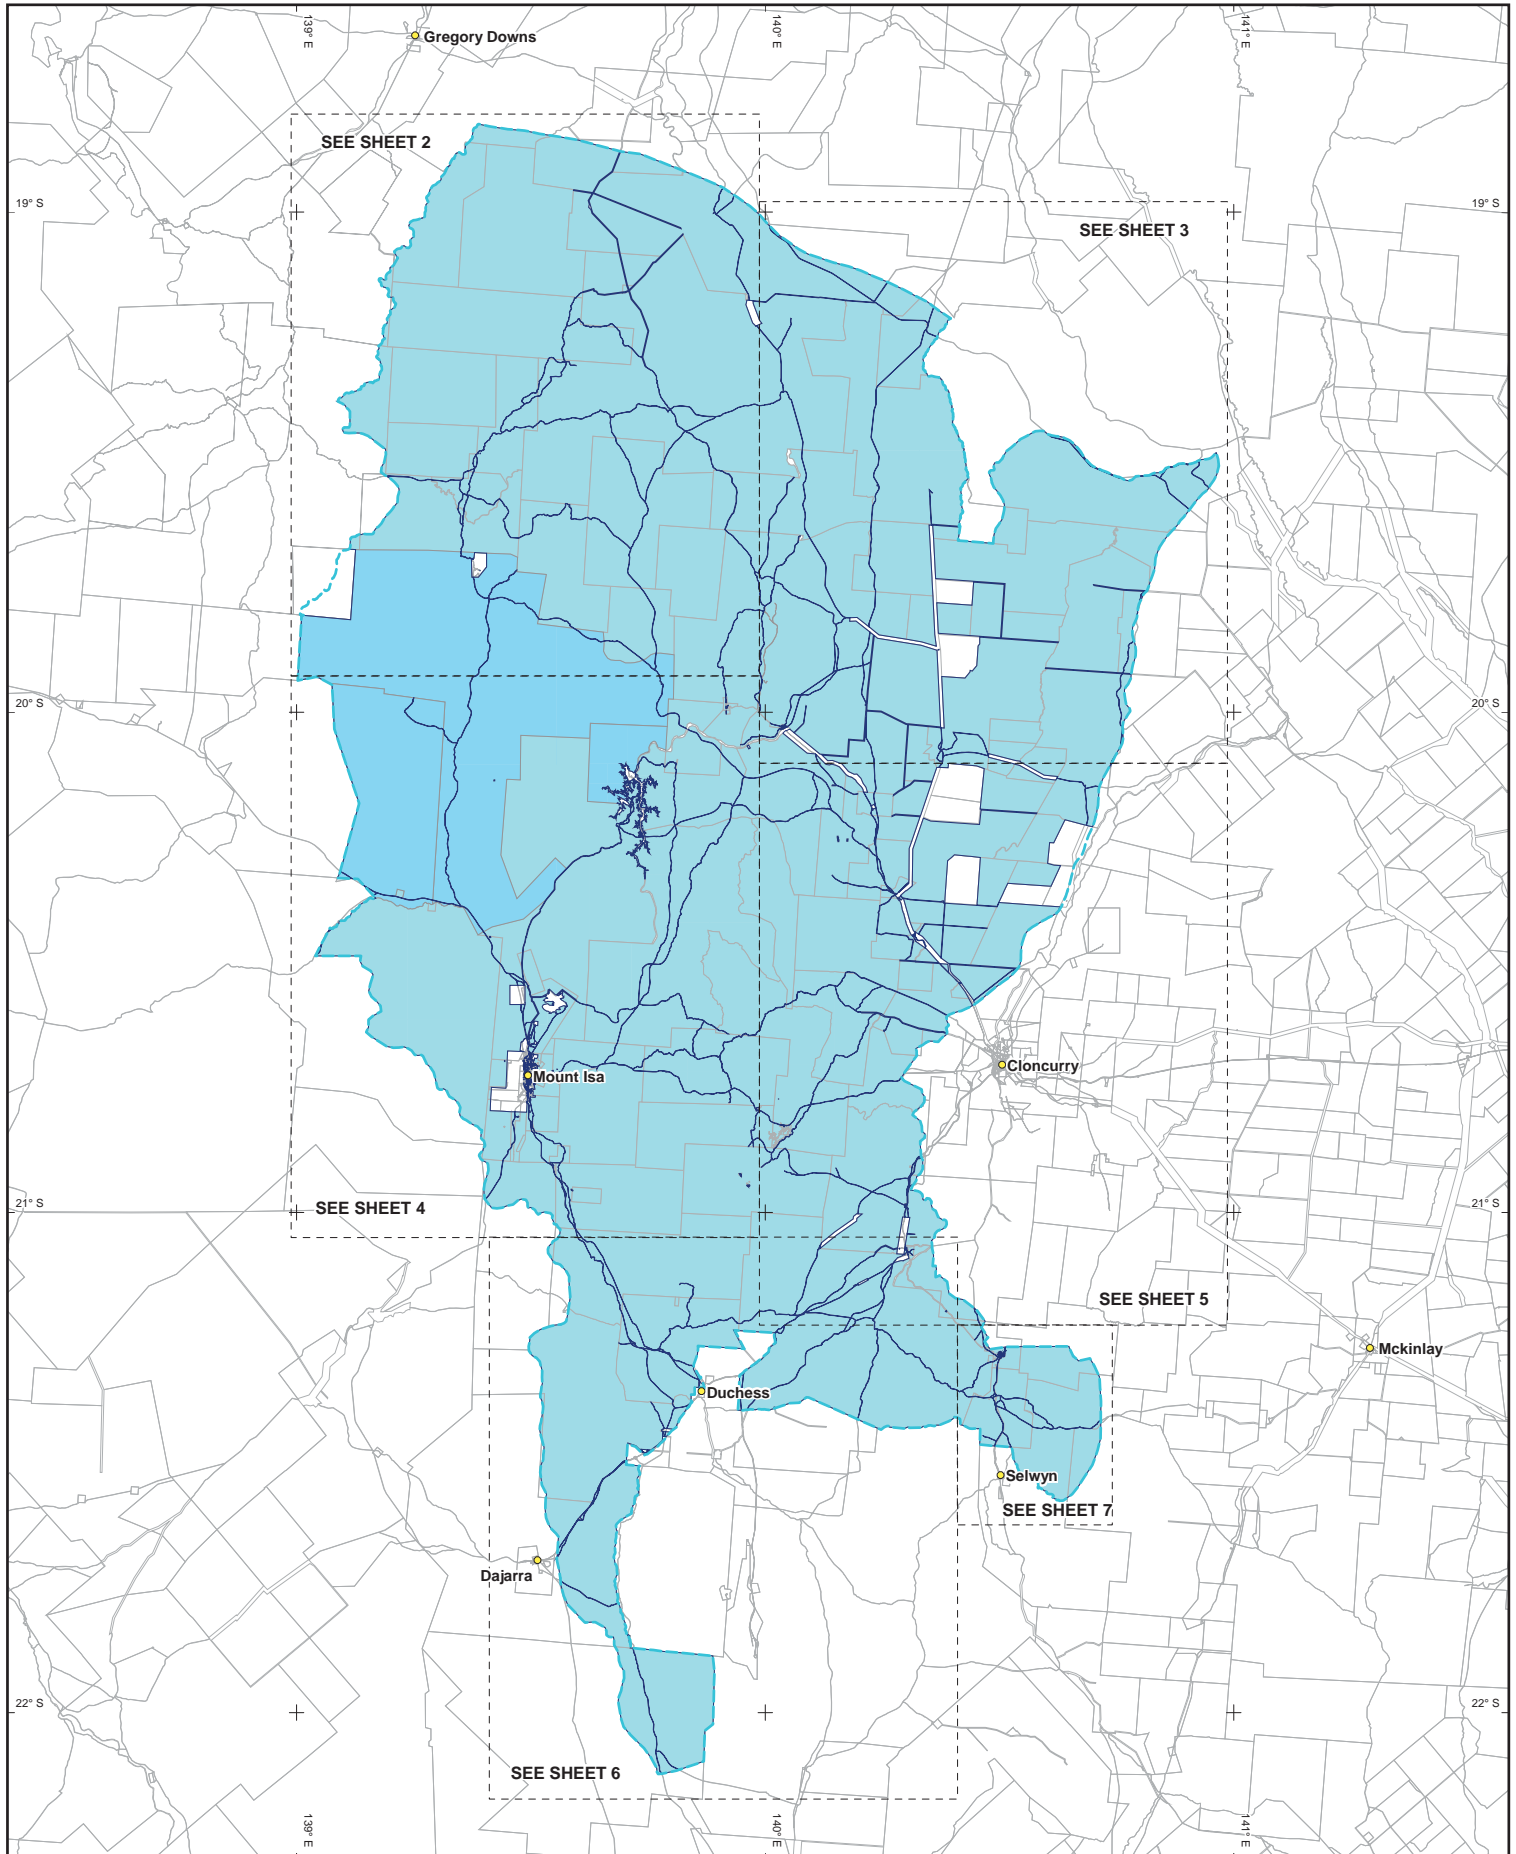 139° E
140° E
141° E
Gregory Downs
SEE SHEET 2
19° S
19° S
SEE SHEET 3
20° S
20° S
Cloncurry
Mount Isa
21° S
21° S
SEE SHEET 4
SEE SHEET 5
Mckinlay
Duchess
Selwyn
SEE SHEET 7
Dajarra
22° S
22° S
SEE SHEET 6
139° E
140° E
141° E